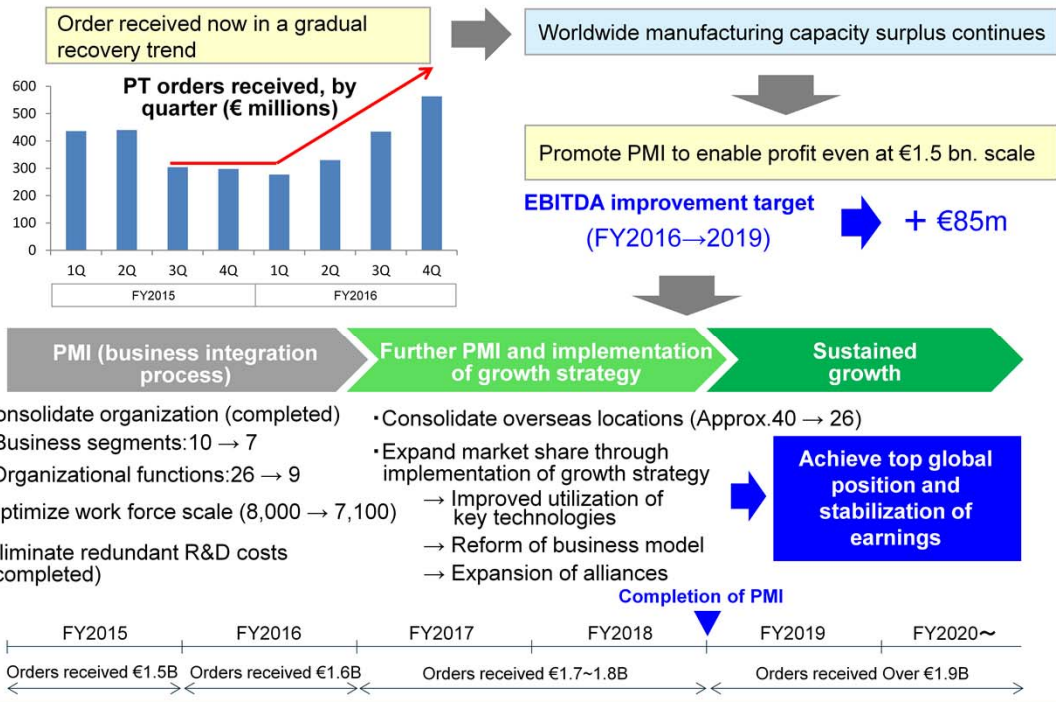 Order received now in a gradual
recovery trend
Worldwide manufacturing capacity surplus continues
PT orders received, by
quarter (€ millions)
600
500
400
300
200
100
0
1Q 2Q 3Q 4Q 1Q 2Q 3Q 4Q
FY2015 FY2016
Promote PMI to enable profit even at €1.5 bn. scale
EBITDA improvement target
(FY2016→2019)
+ €85m
PMI (business integration
process)
Further PMI and implementation
of growth strategy
Sustained
growth
onsolidate organization (completed)
Business segments:10 → 7
Organizational functions:26 → 9
ptimize work force scale (8,000 → 7,100)
liminate redundant R&D costs
completed)
・Consolidate overseas locations (Approx.40 → 26)
・Expand market share through
implementation of growth strategy
→ Improved utilization of
key technologies
→ Reform of business model
→ Expansion of alliances
Achieve top global
position and
stabilization of
earnings
Completion of PMI
FY2015 FY2016 FY2017 FY2018 FY2019 FY2020～
Orders received €1.5B Orders received €1.6B Orders received €1.7~1.8B Orders received Over €1.9B